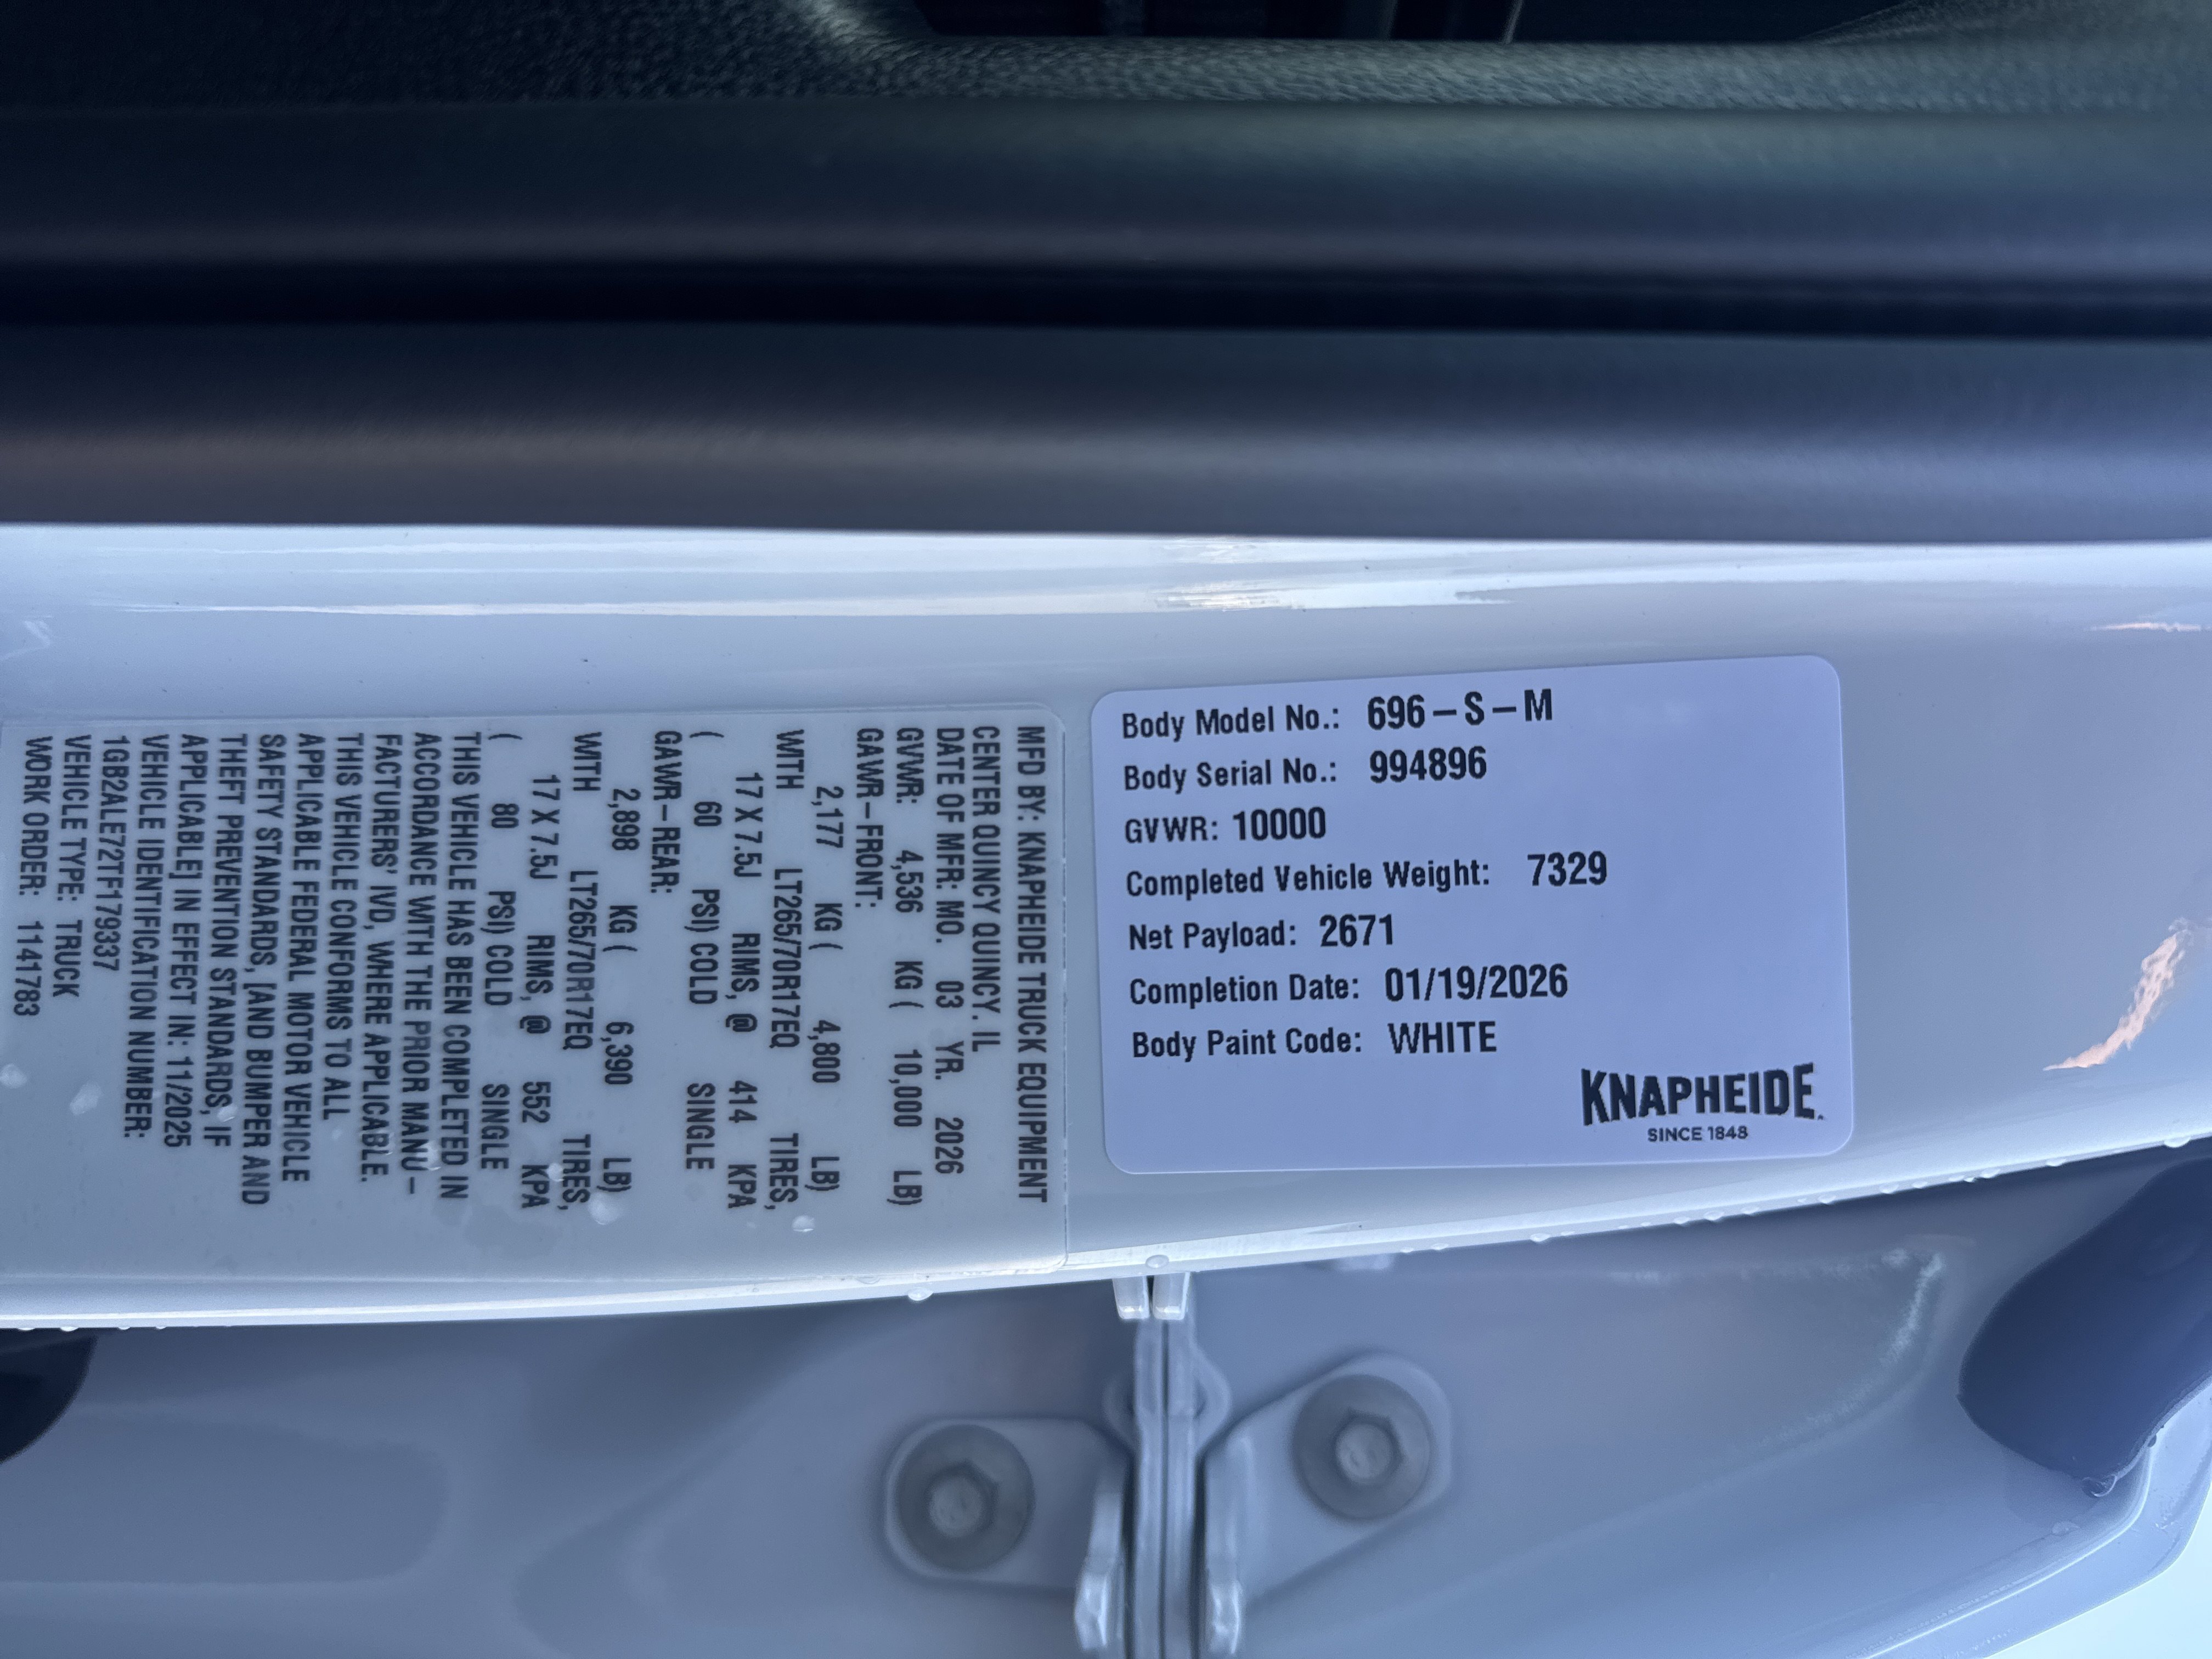 MFD BY: KNAPHEIDE TRUCK EQUIPMENT
CENTER QUINCY QUINCY. IL
DATE OF MFR: MO. 03 YR. 2026
GVWR: 4,536 KG ( 10,000 LB)
GAWR-FRONT:
2,177 KG ( 4,800 LB)
WITH LT265/70R17EQ TIRES,
17 X 7.5J RIMS, @ 414 KPA
( 60 PSI) COLD SINGLE
GAWR-REAR:
2,898 KG ( 6,390 LB)
WITH LT265/70R17EQ TIRES,
17 X 7.5J RIMS, @ 552 KPA
( 80 PSI) COLD SINGLE
THIS VEHICLE HAS BEEN COMPLETED IN
ACCORDANCE WITH THE PRIOR MANU-
FACTURERS' IVD, WHERE APPLICABLE.
THIS VEHICLE CONFORMS TO ALL
APPLICABLE FEDERAL MOTOR VEHICLE
SAFETY STANDARDS, [AND BUMPER AND
THEFT PREVENTION STANDARDS, IF
APPLICABLE] IN EFFECT IN: 11/2025
VEHICLE IDENTIFICATION NUMBER:
1GB2ALE72TF179337
VEHICLE TYPE: TRUCK
WORK ORDER: 1141783
Body Model No.: 696-S-M
Body Serial No.: 994896
GVWR: 10000
Completed Vehicle Weight: 7329
Net Payload: 2671
Completion Date: 01/19/2026
Body Paint Code: WHITE
KNAPHEIDE.
SINCE 1848